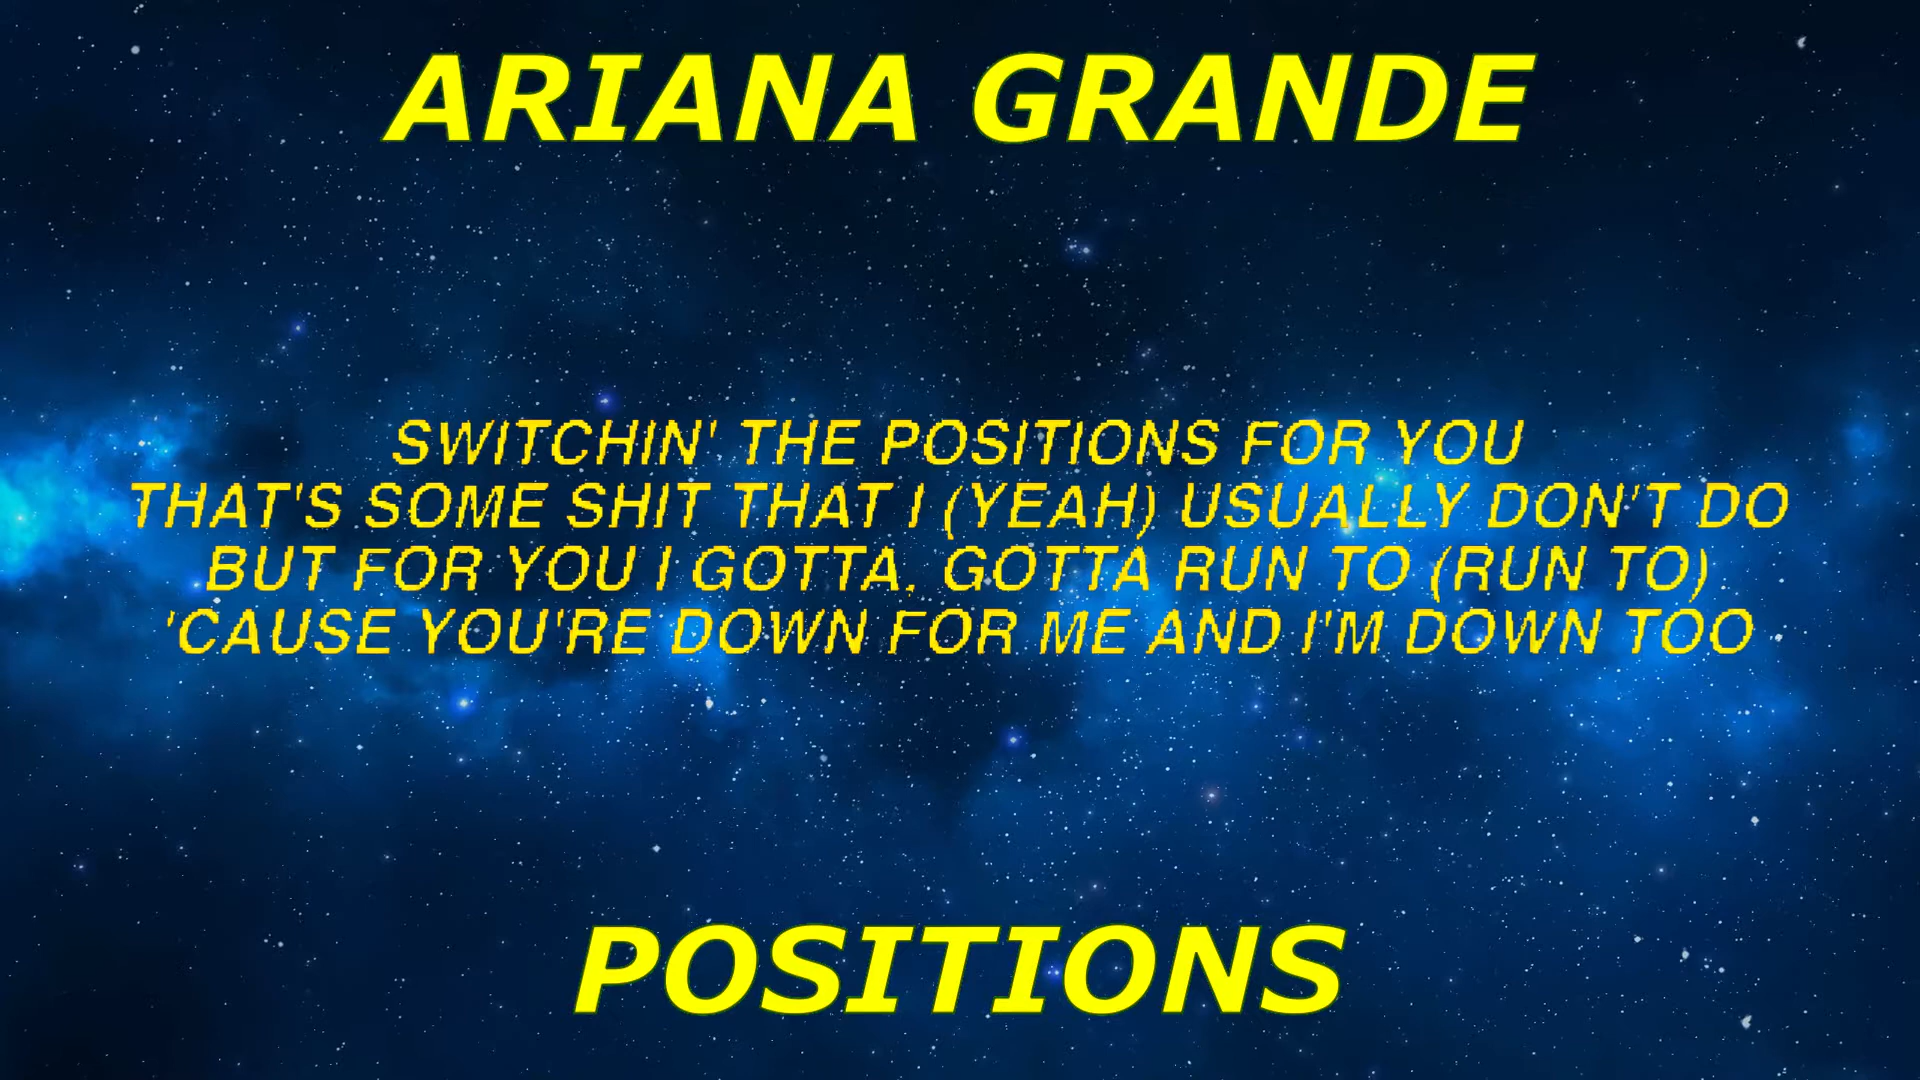 ARIANA GRANDE
SWITCHIN' THE POSITIONS FOR YOU
THAT'S SOME SHIT THAT I (YEAH) USUALLY DON'T DO
BUT FOR YOU I GOTTA, GOTTA RUN TO (RUN TO)
'CAUSE YOU'RE DOWN FOR ME AND I'M DOWN TOO
POSITIONS